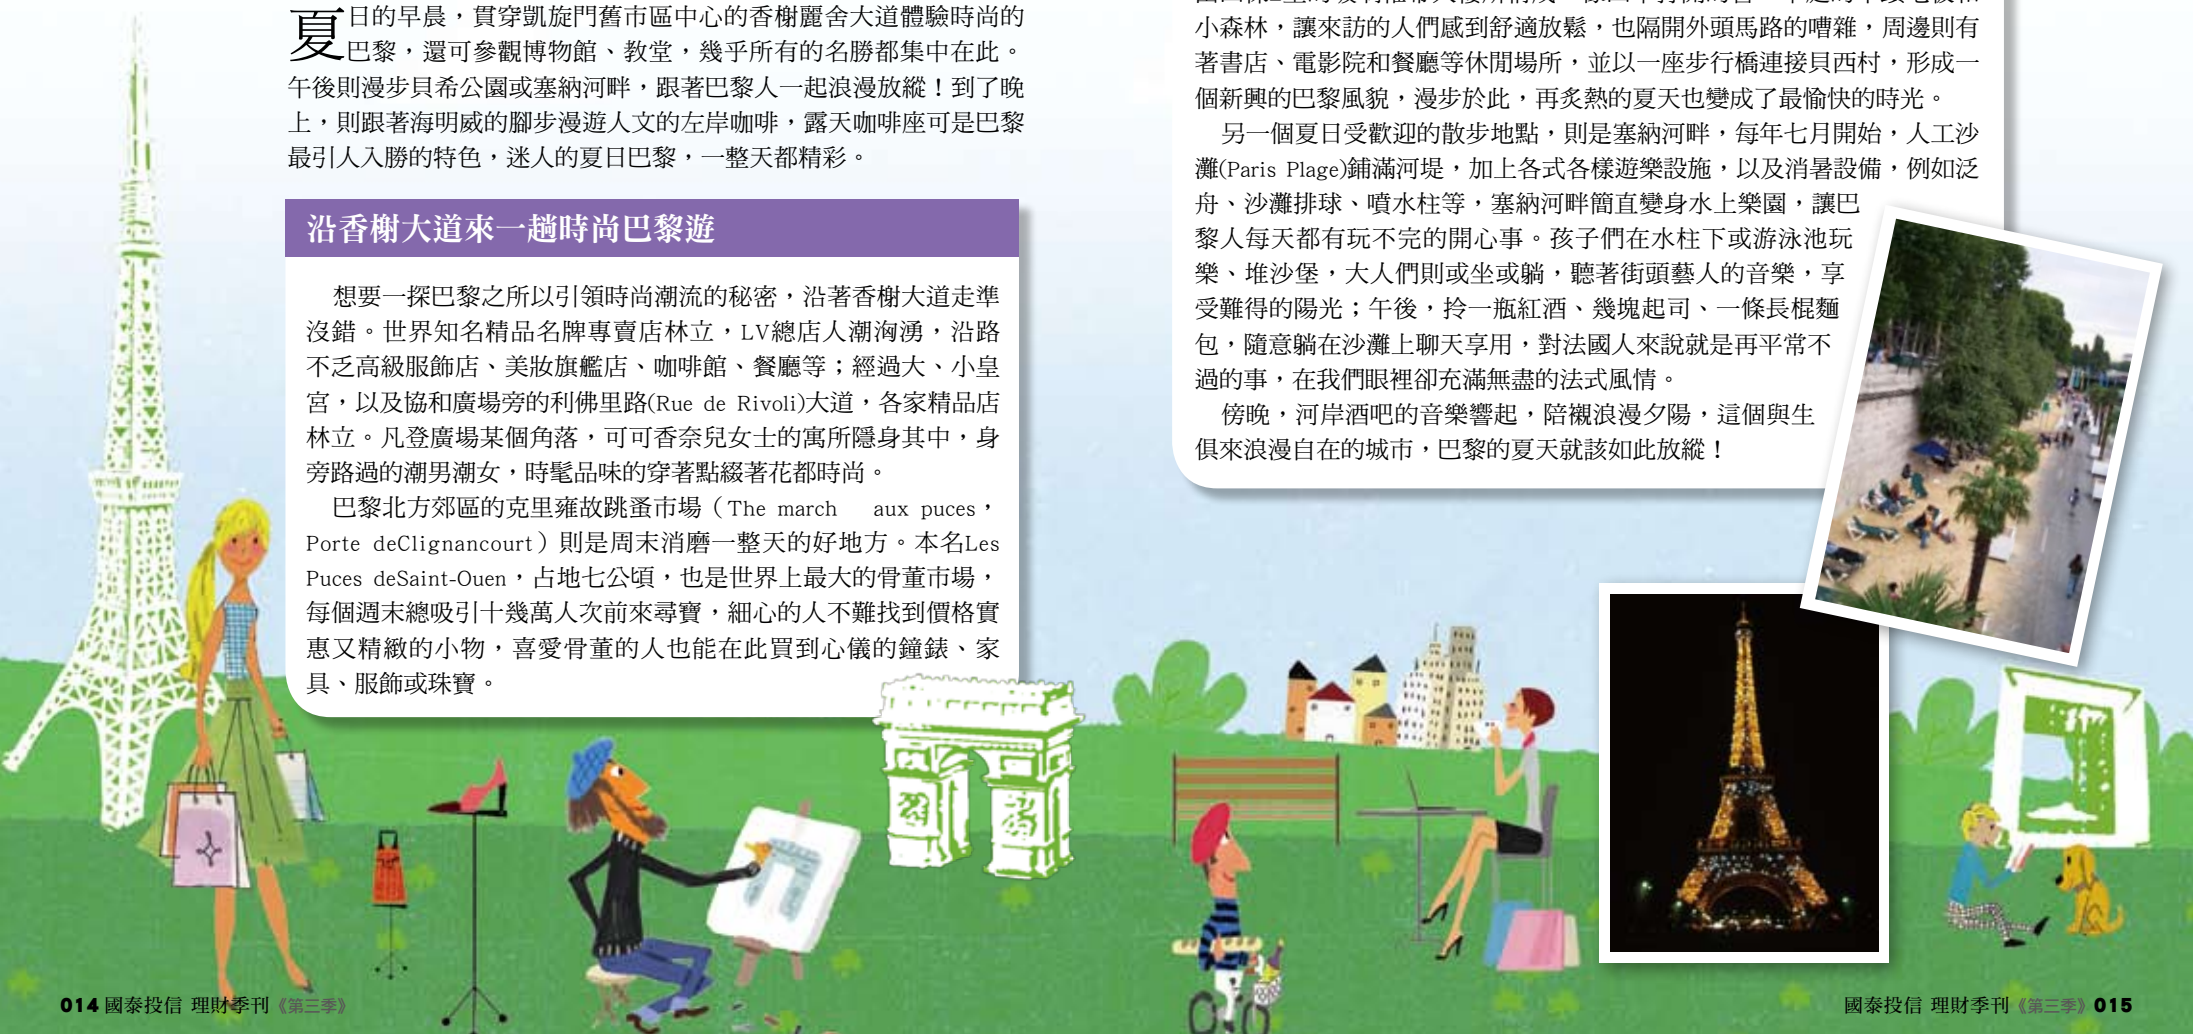 夏日的早晨，貫穿凱旋門舊市區中心的香榭麗舍大道體驗時尚的
巴黎，還可參觀博物館、教堂，幾乎所有的名勝都集中在此。
午後則漫步貝希公園或塞納河畔，跟著巴黎人一起浪漫放縱！到了晚
上，則跟著海明威的腳步漫遊人文的左岸咖啡，露天咖啡座可是巴黎
最引人入勝的特色，迷人的夏日巴黎，一整天都精彩。
沿香榭大道來一趟時尚巴黎遊
想要一探巴黎之所以引領時尚潮流的秘密，沿著香榭大道走準
沒錯。世界知名精品名牌專賣店林立，LV總店人潮洶湧，沿路
不乏高級服飾店、美妝旗艦店、咖啡館、餐廳等；經過大、小皇
宮，以及協和廣場旁的利佛里路(Rue de Rivoli)大道，各家精品店
林立。凡登廣場某個角落，可可香奈兒女士的寓所隱身其中，身
旁路過的潮男潮女，時髦品味的穿著點綴著花都時尚。
巴黎北方郊區的克里雍故跳蚤市場（The march aux puces，
Porte deClignancourt）則是周末消磨一整天的好地方。本名Les
Puces deSaint-Ouen，占地七公頃，也是世界上最大的骨董市場，
每個週末總吸引十幾萬人次前來尋寶，細心的人不難找到價格實
惠又精緻的小物，喜愛骨董的人也能在此買到心儀的鐘錶、家
具、服飾或珠寶。
014 國泰投信 理財季刊《第三季》
小森林，讓來訪的人們感到舒適放鬆，也隔開外頭馬路的嘈雜，周邊則有
著書店、電影院和餐廳等休閒場所，並以一座步行橋連接貝西村，形成一
個新興的巴黎風貌，漫步於此，再炙熱的夏天也變成了最愉快的時光。
另一個夏日受歡迎的散步地點，則是塞納河畔，每年七月開始，人工沙
灘(Paris Plage)鋪滿河堤，加上各式各樣遊樂設施，以及消暑設備，例如泛
舟、沙灘排球、噴水柱等，塞納河畔簡直變身水上樂園，讓巴
黎人每天都有玩不完的開心事。孩子們在水柱下或游泳池玩
樂、堆沙堡，大人們則或坐或躺，聽著街頭藝人的音樂，享
受難得的陽光；午後，拎一瓶紅酒、幾塊起司、一條長棍麵
包，隨意躺在沙灘上聊天享用，對法國人來說就是再平常不
過的事，在我們眼裡卻充滿無盡的法式風情。
傍晚，河岸酒吧的音樂響起，陪襯浪漫夕陽，這個與生
俱來浪漫自在的城市，巴黎的夏天就該如此放縱！
國泰投信 理財季刊《第三季》015